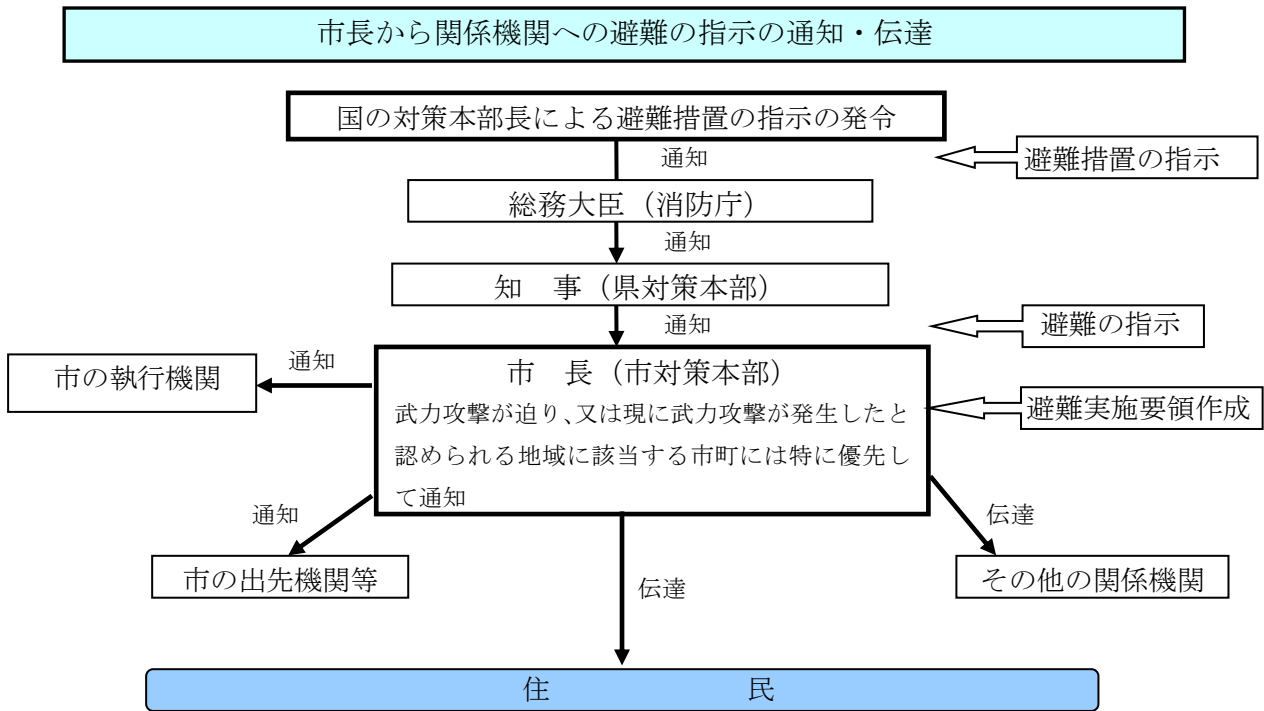 市長から関係機関への避難の指示の通知・伝達
国の対策本部長による避難措置の指示の発令
通知
避難措置の指示
総務大臣（消防庁）
通知
知　事（県対策本部）
通知
避難の指示
市の執行機関
通知
市　長（市対策本部）
武力攻撃が迫り、又は現に武力攻撃が発生したと
認められる地域に該当する市町には特に優先し
て通知
避難実施要領作成
通知
伝達
市の出先機関等
伝達
その他の関係機関
住　　　　民